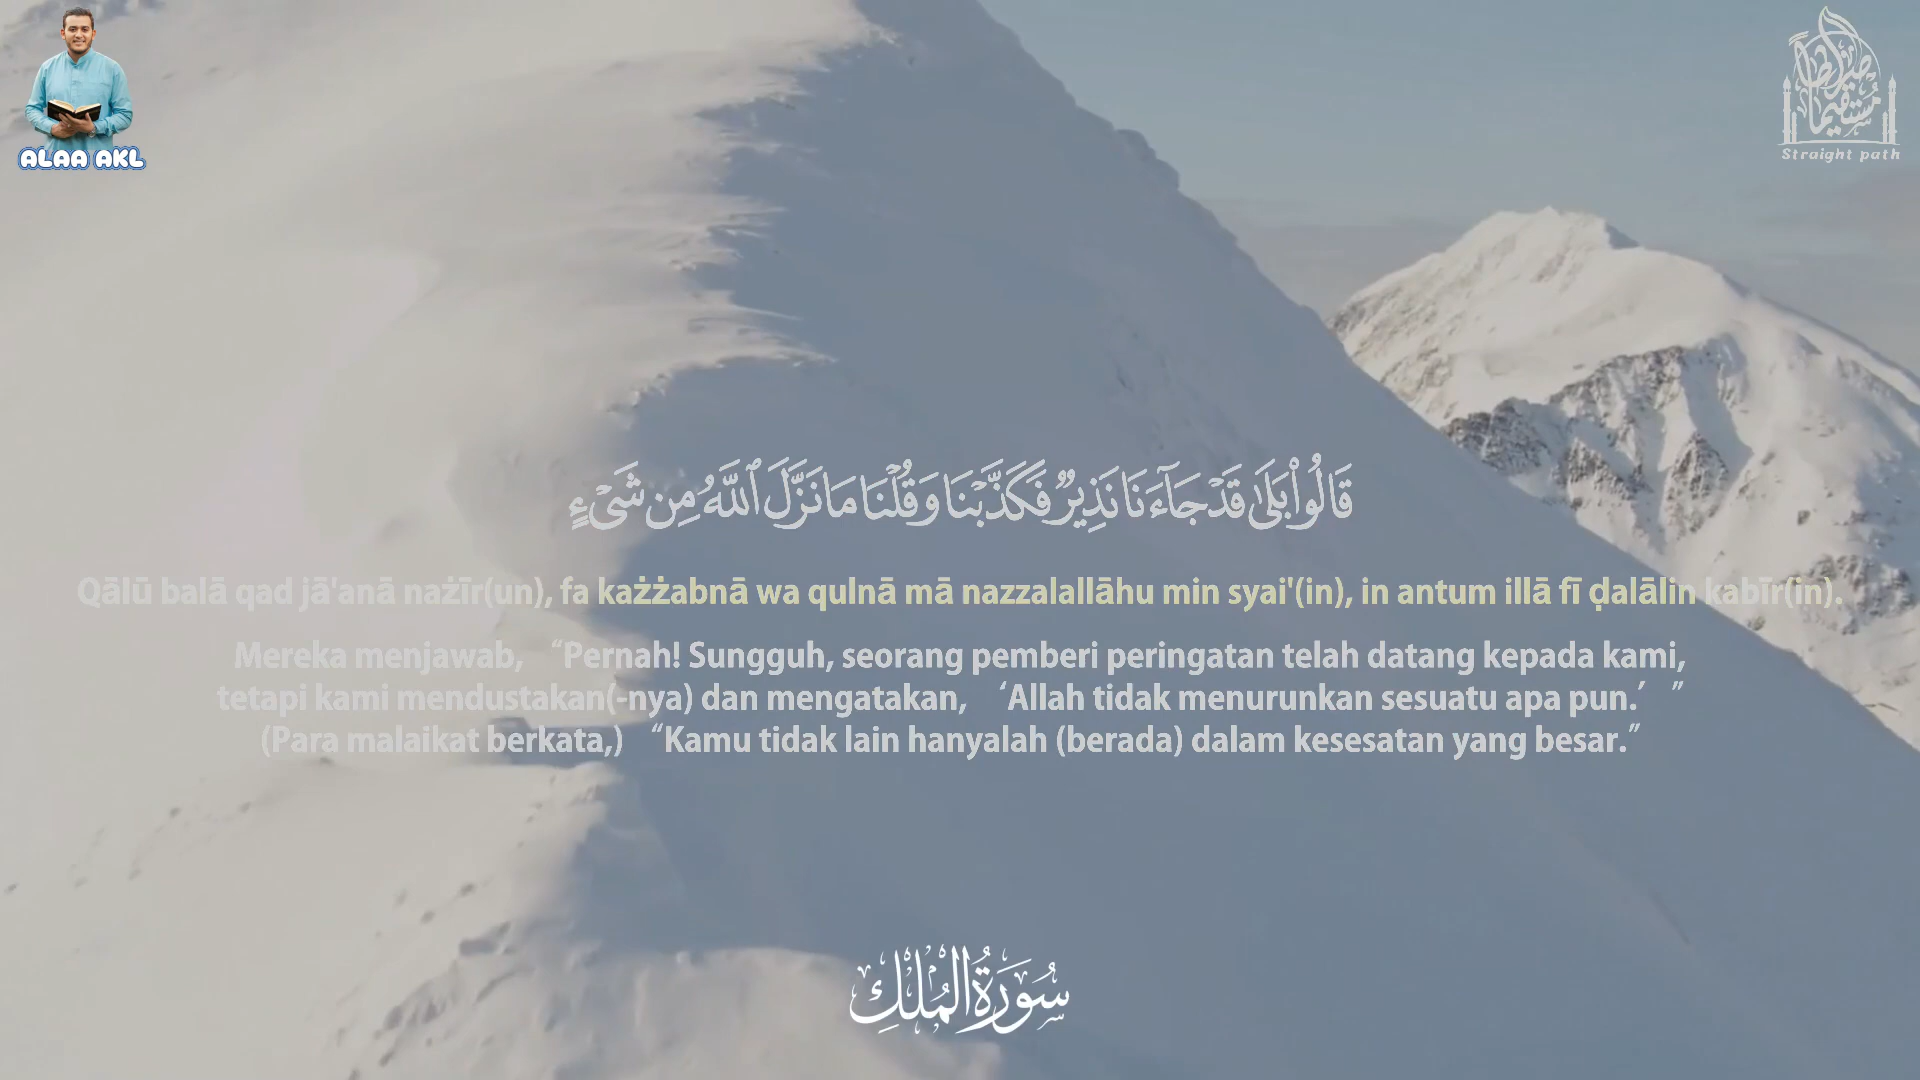 ALAA AKL
صراطا مستقيما
Straight path
قَالُوا۟ بَلَىٰ قَدْ جَآءَنَا نَذِيرٌ فَكَذَّبْنَا وَقُلْنَا مَا نَزَّلَ ٱللَّهُ مِن شَىْءٍ
Qālū balā qad jā'anā nażīr(un), fa każżabnā wa qulnā mā nazzalallāhu min syai'(in), in antum illā fī ḍalālin kabīr(in).
Mereka menjawab, “Pernah! Sungguh, seorang pemberi peringatan telah datang kepada kami,
tetapi kami mendustakan(-nya) dan mengatakan, ‘Allah tidak menurunkan sesuatu apa pun.’ ”
(Para malaikat berkata,) “Kamu tidak lain hanyalah (berada) dalam kesesatan yang besar.”
سُورَةُ الْمُلْكِ